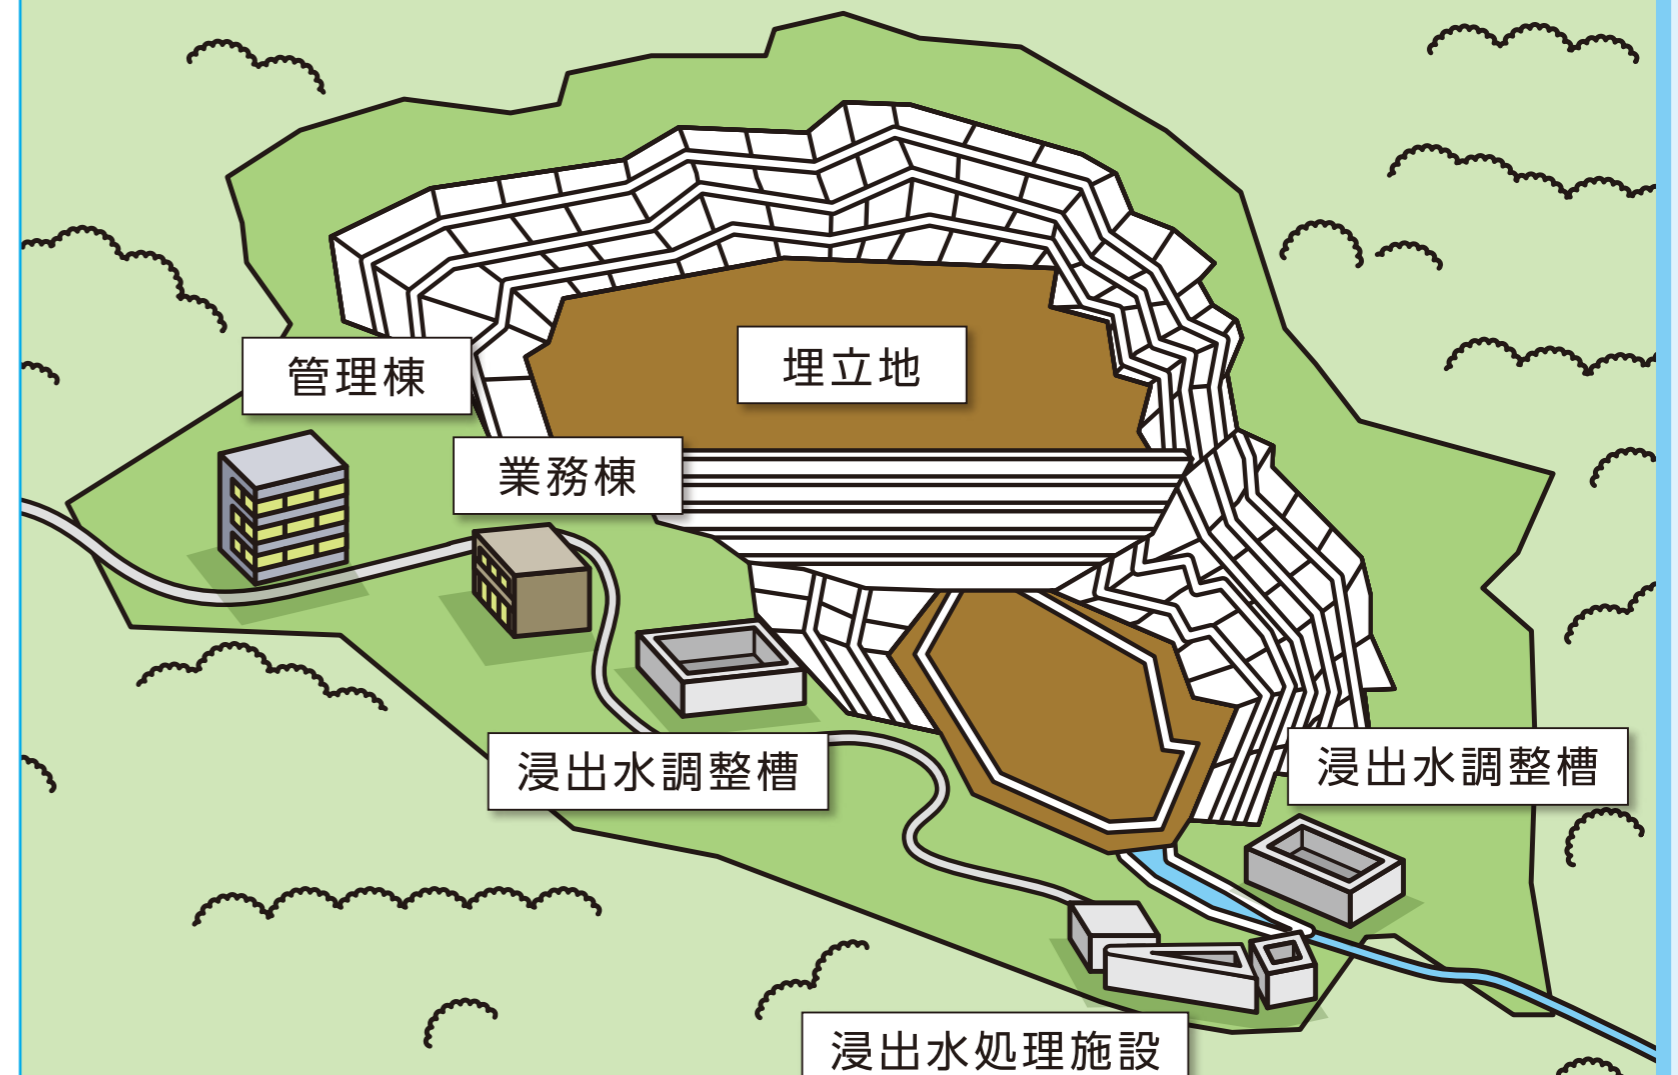 管理棟
埋立地
業務棟
浸出水調整槽
浸出水調整槽
浸出水処理施設